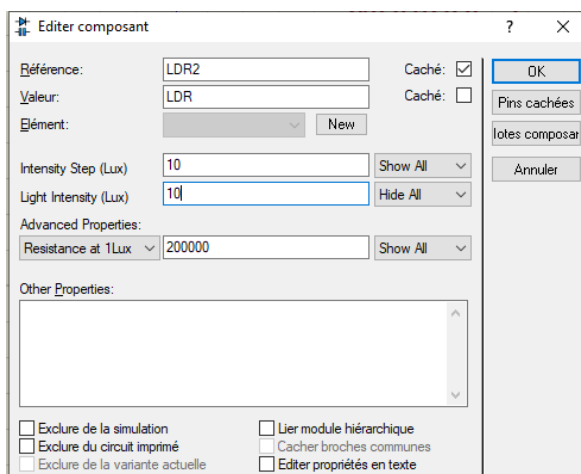 Editer composant ? ×
Référence: LDR2 Caché: OK
Valeur: LDR Caché: Pins cachées
Elément: New lotes composar
Intensity Step (Lux) 10 Show All Annuler
Light Intensity (Lux) 10 Hide All
Advanced Properties:
Resistance at 1Lux 200000 Show All
Other Properties:
Exclure de la simulation Lier module hiérarchique
Exclure du circuit imprimé Cacher broches communes
Exclure de la variante actuelle Editer propriétés en texte